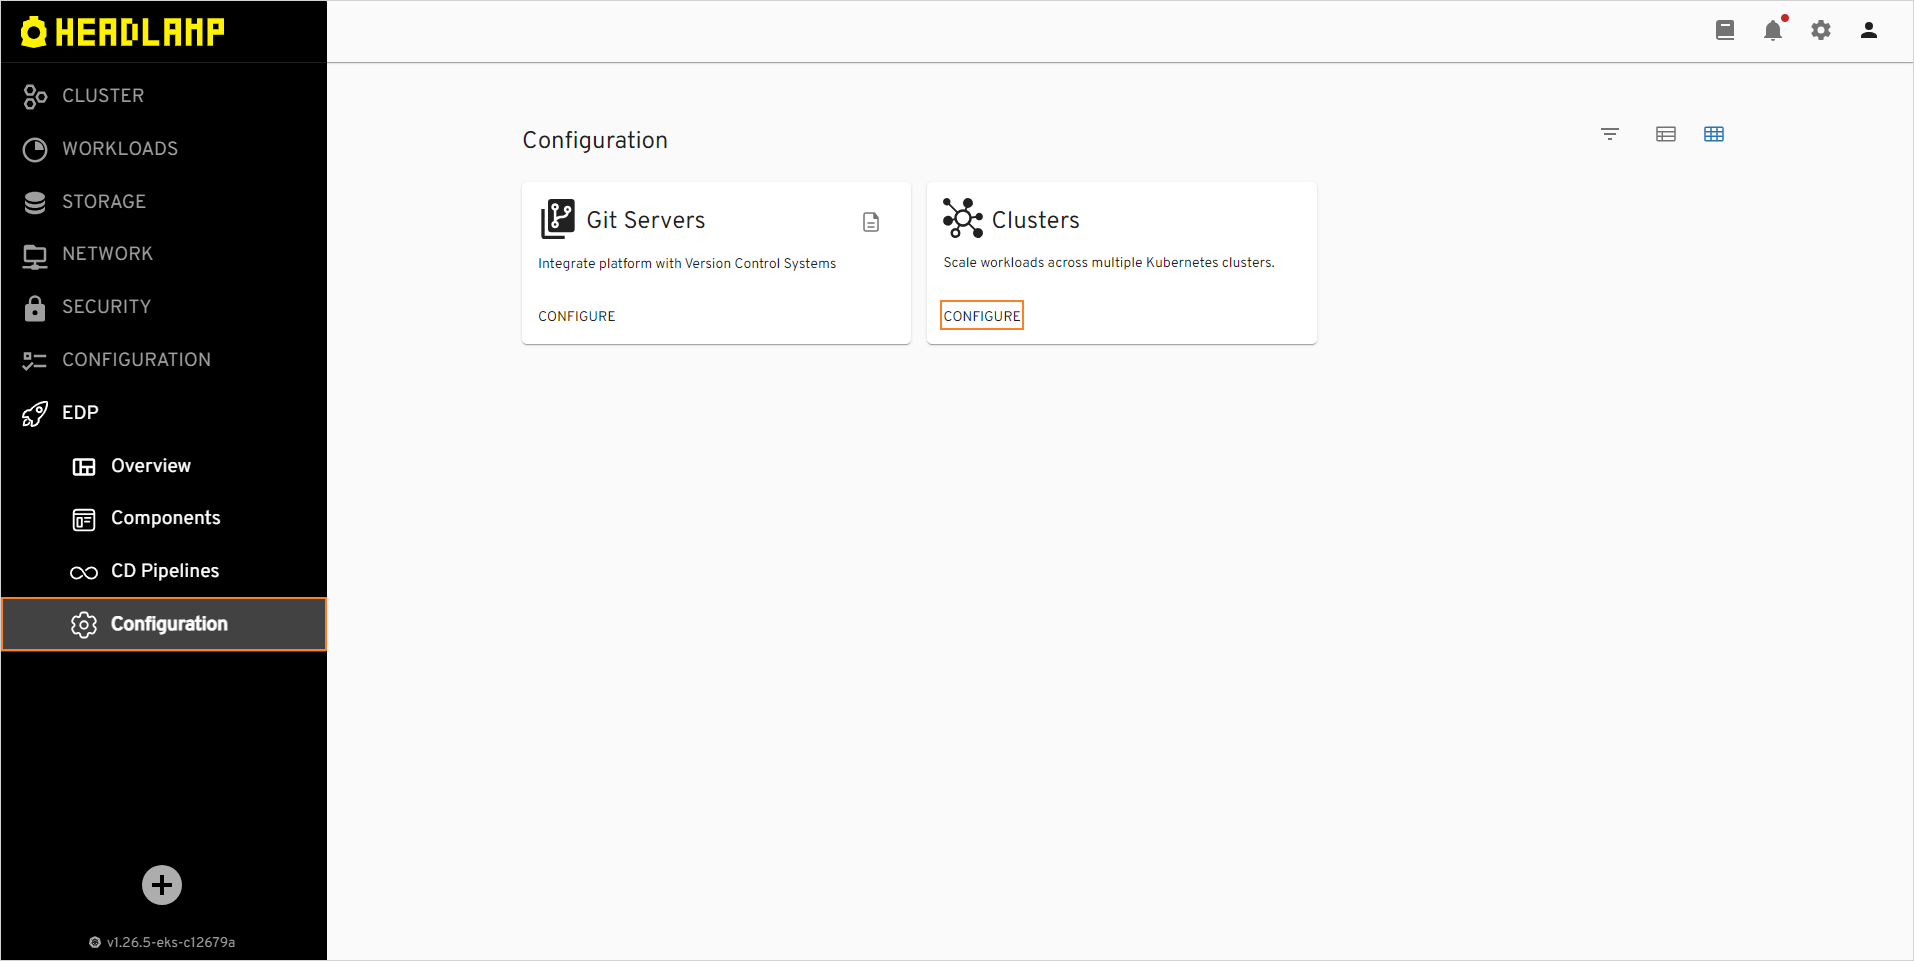 HEADLAMP
CLUSTER
WORKLOADS
STORAGE
NETWORK
SECURITY
CONFIGURATION
EDP
Overview
Components
CD Pipelines
Configuration
v1.26.5-eks-c12679a
Configuration
Git Servers
Integrate platform with Version Control Systems
CONFIGURE
Clusters
Scale workloads across multiple Kubernetes clusters.
CONFIGURE